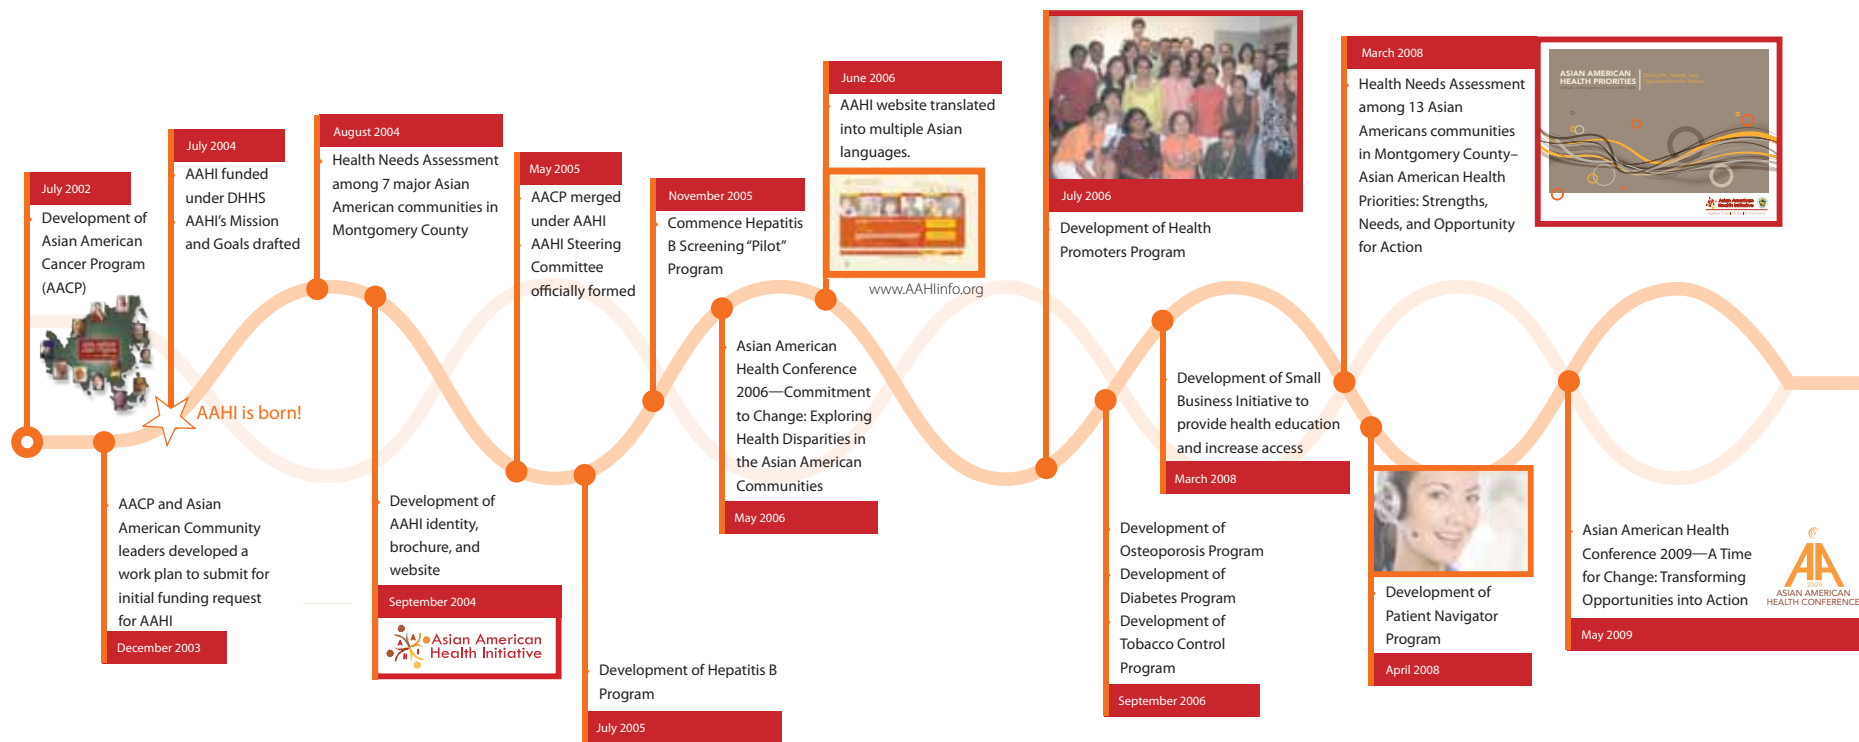 July 2002
Development of
Asian American
Cancer Program
(AACP)
AACP and Asian
American Community
leaders developed a
work plan to submit for
initial funding request
for AAHI
December 2003
July 2004
AAHI funded
under DHHS
AAHI's Mission
and Goals drafted
AAHI is born!
August 2004
Health Needs Assessment
among 7 major Asian
American communities in
Montgomery County
Development of
AAHI identity,
brochure, and
website
September 2004
Asian American
Health Initiative
May 2005
AACP merged
under AAHI
AAHI Steering
Committee
officially formed
Development of Hepatitis B
Program
July 2005
November 2005
Commence Hepatitis
B Screening “Pilot”
Program
Asian American
Health Conference
2006—Commitment
to Change: Exploring
Health Disparities in
the Asian American
Communities
May 2006
June 2006
AAHI website translated
into multiple Asian
languages.
www.AAHIinfo.org
July 2006
Development of Health
Promoters Program
Development of
Osteoporosis Program
Development of
Diabetes Program
Development of
Tobacco Control
Program
September 2006
Development of Small
Business Initiative to
provide health education
and increase access
March 2008
March 2008
Health Needs Assessment
among 13 Asian
Americans communities
in Montgomery County–
Asian American Health
Priorities: Strengths,
Needs, and Opportunity
for Action
ASIAN AMERICAN
HEALTH PRIORITIES
Asian American
Health Initiative
Development of
Patient Navigator
Program
April 2008
Asian American Health
Conference 2009—A Time
for Change: Transforming
Opportunities into Action
May 2009
AA
2009
ASIAN AMERICAN
HEALTH CONFERENCE